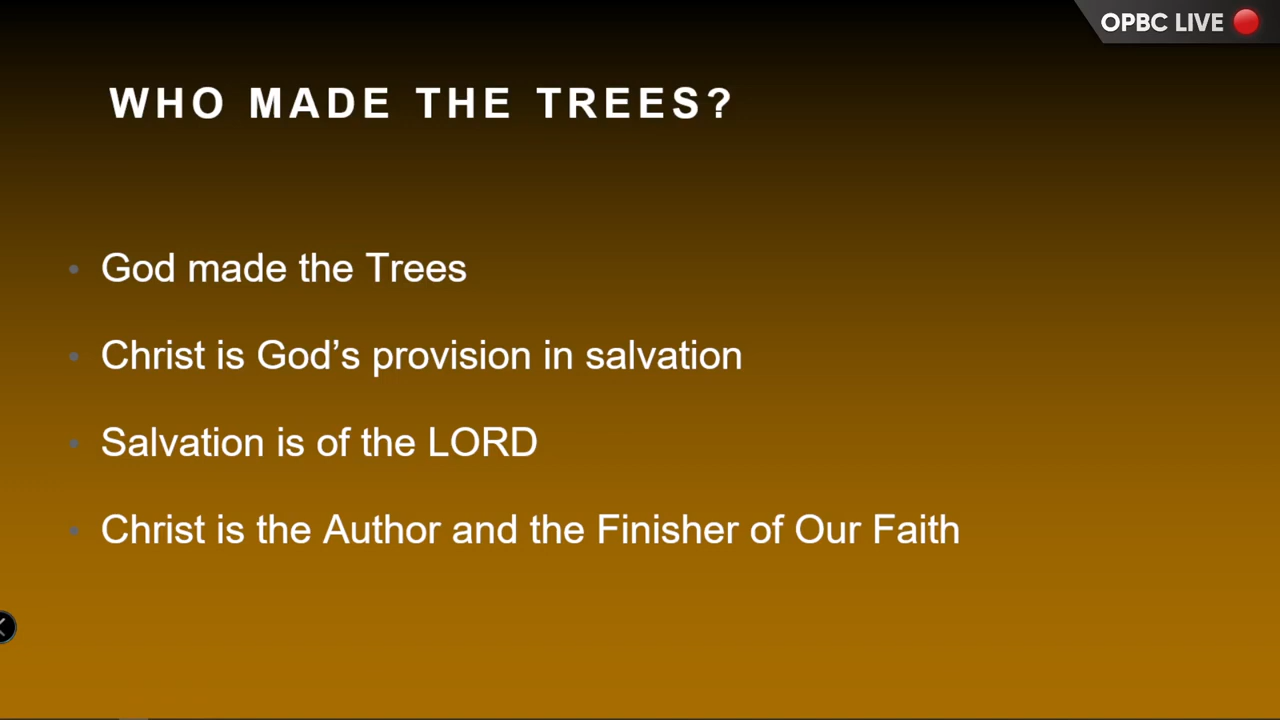 OPBC LIVE
WHO MADE THE TREES?
God made the Trees
Christ is God’s provision in salvation
Salvation is of the LORD
Christ is the Author and the Finisher of Our Faith